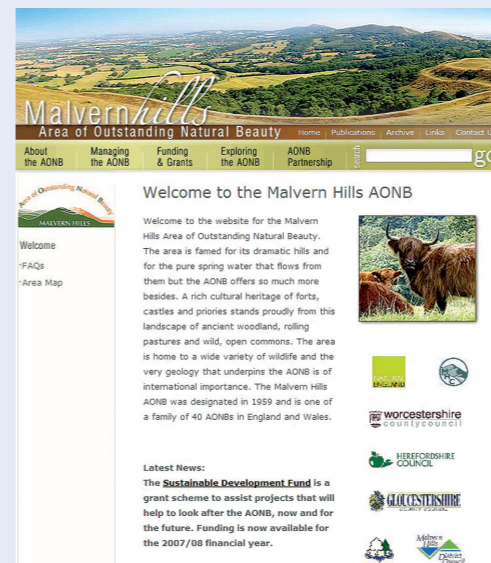 Malvern hills
Area of Outstanding Natural Beauty
Home Publications Archive Links Contact
About the AONB
Managing the AONB
Funding & Grants
Exploring the AONB
AONB Partnership
search
go
Area of Outstanding Natural Beauty
MALVERN HILLS
Welcome
FAQs
Area Map
Welcome to the Malvern Hills AONB
Welcome to the website for the Malvern
Hills Area of Outstanding Natural Beauty.
The area is famed for its dramatic hills and
for the pure spring water that flows from
them but the AONB offers so much more
besides. A rich cultural heritage of forts,
castles and priories stands proudly from this
landscape of ancient woodland, rolling
pastures and wild, open commons. The area
is home to a wide variety of wildlife and the
very geology that underpins the AONB is of
international importance. The Malvern Hills
AONB was designated in 1959 and is one of
a family of 40 AONBs in England and Wales.
Latest News:
The Sustainable Development Fund is a
grant scheme to assist projects that will
help to look after the AONB, now and for
the future. Funding is now available for
the 2007/08 financial year.
NATURAL
ENGLAND
worcestershire
countycouncil
HEREFORDSHIRE
COUNCIL
GLOUCESTERSHIRE
COUNTY COUNCIL
Malvern
Hills
District
Council